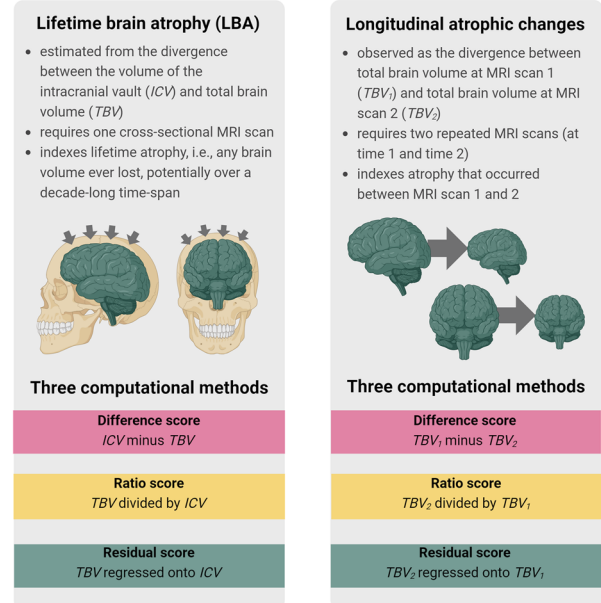 Lifetime brain atrophy (LBA)
• estimated from the divergence
between the volume of the
intracranial vault (ICV) and total brain
volume (TBV)
• requires one cross-sectional MRI scan
• indexes lifetime atrophy, i.e., any brain
volume ever lost, potentially over a
decade-long time-span
Three computational methods
Difference score
ICV minus TBV
Ratio score
TBV divided by ICV
Residual score
TBV regressed onto ICV
Longitudinal atrophic changes
• observed as the divergence between
total brain volume at MRI scan 1
(TBV₁) and total brain volume at MRI
scan 2 (TBV₂)
• requires two repeated MRI scans (at
time 1 and time 2)
• indexes atrophy that occurred
between MRI scan 1 and 2
Three computational methods
Difference score
TBV₁ minus TBV₂
Ratio score
TBV₂ divided by TBV₁
Residual score
TBV₂ regressed onto TBV₁